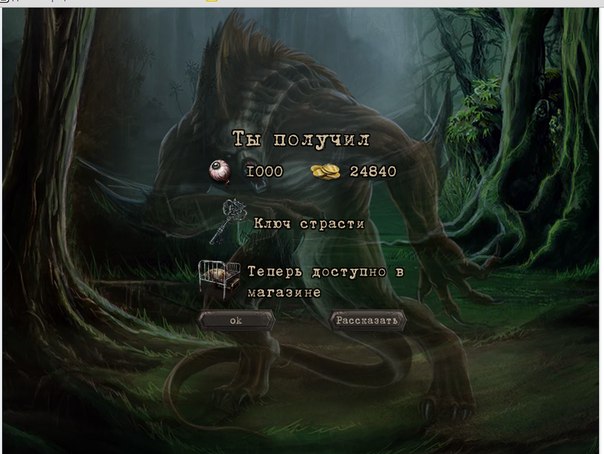 Ты получил
1000 24840
Ключ страсти
Теперь доступно в
магазине
ok Рассказать